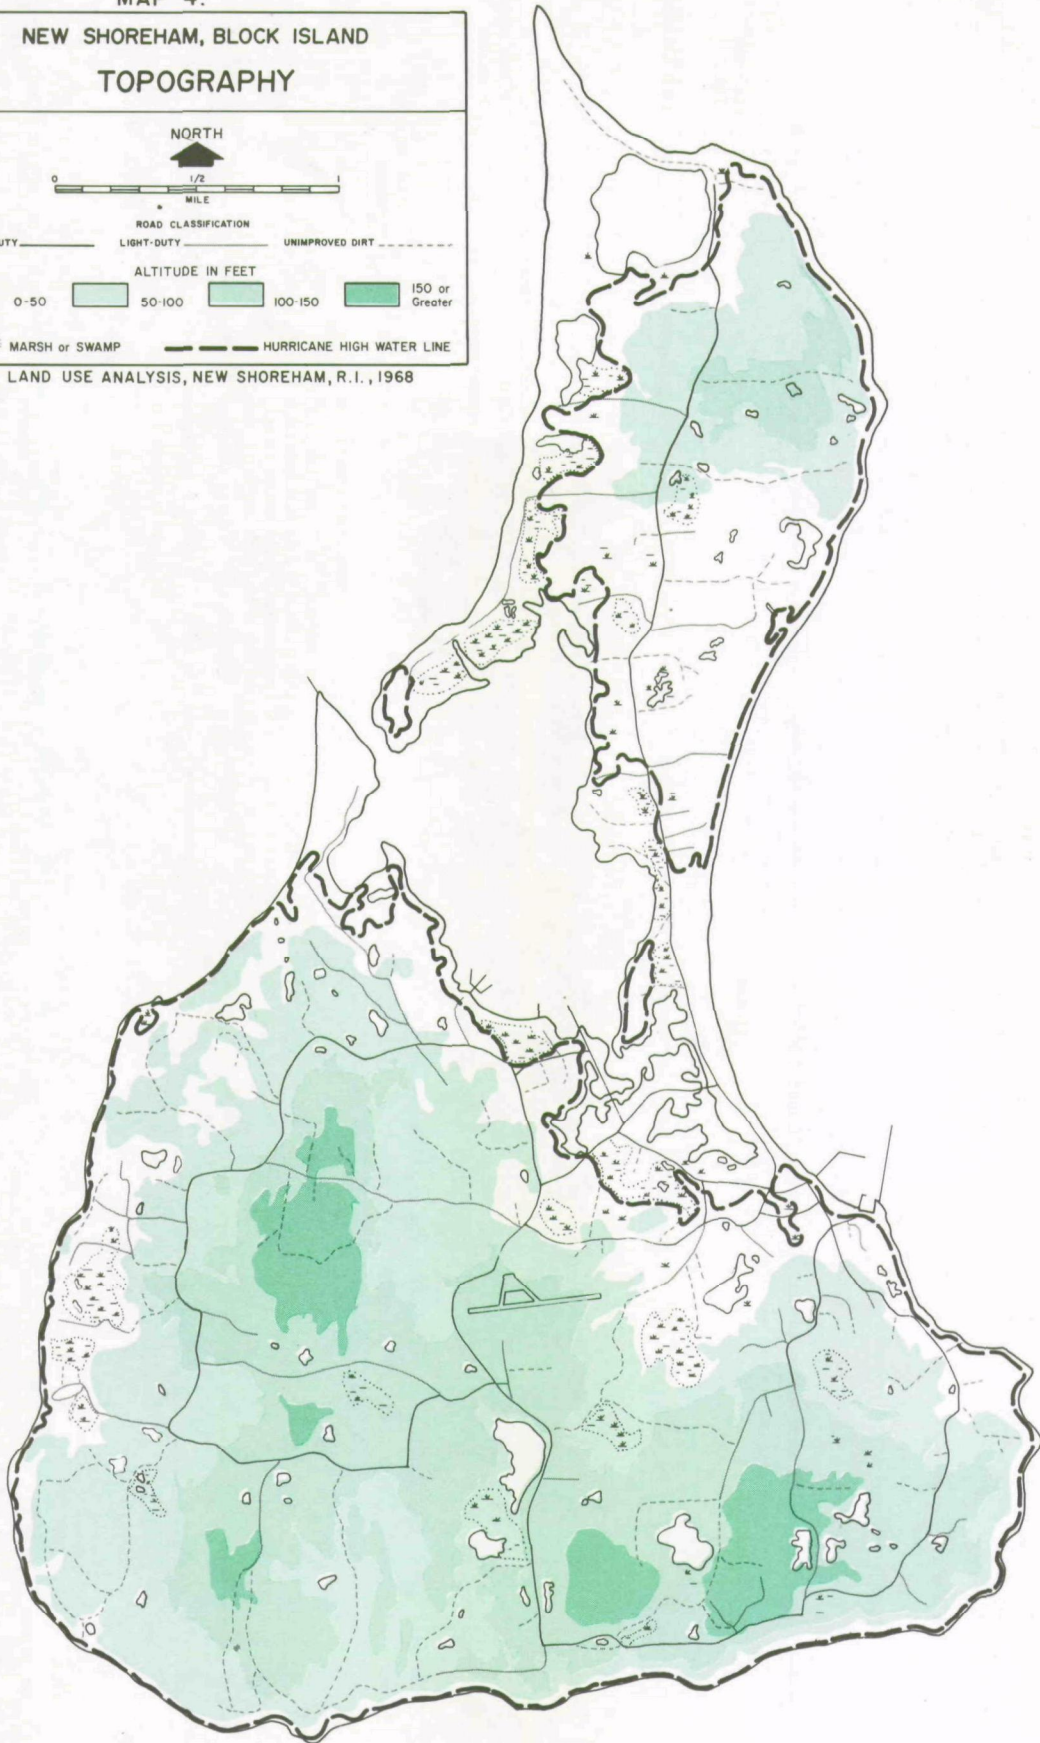 MAP 4.
NEW SHOREHAM, BLOCK ISLAND
TOPOGRAPHY
NORTH
0 1/2 1
MILE
ROAD CLASSIFICATION
UTY LIGHT-DUTY UNIMPROVED DIRT
ALTITUDE IN FEET
0-50 50-100 100-150 150 or
Greater
MARSH or SWAMP HURRICANE HIGH WATER LINE
LAND USE ANALYSIS, NEW SHOREHAM, R.I., 1968